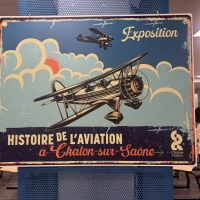 Exposition
HISTOIRE DE L'AVIATION
à Chalon-sur-Saône